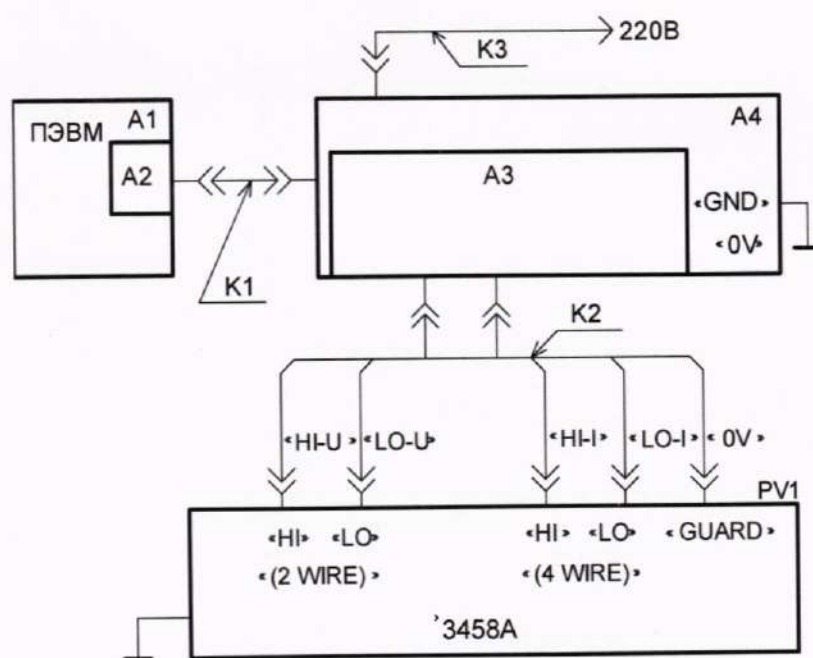 220В
К3
ПЭВМ
А1
А2
А4
А3
«GND»
«0V»
К1
К2
«HI-U» «LO-U»
«HI-I» «LO-I» «0V»
PV1
«HI» «LO»
«HI» «LO» «GUARD»
«(2 WIRE)»
«(4 WIRE)»
3458А